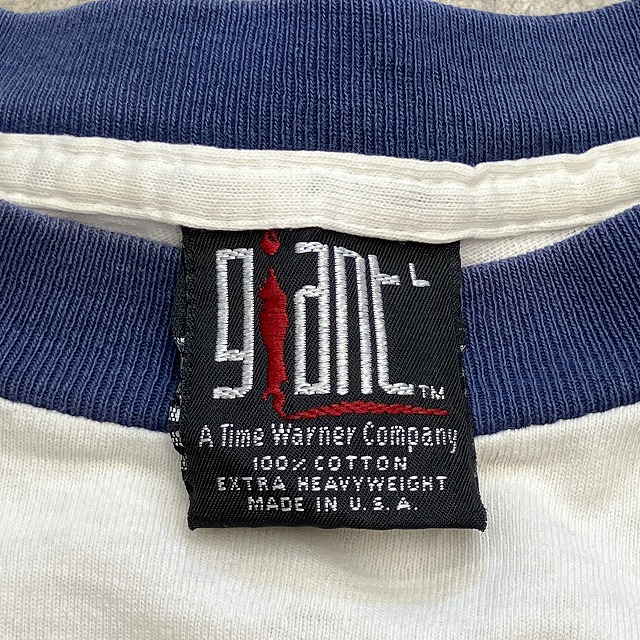 giant L
TM
A Time Warner Company
100% COTTON
EXTRA HEAVYWEIGHT
MADE IN U.S.A.